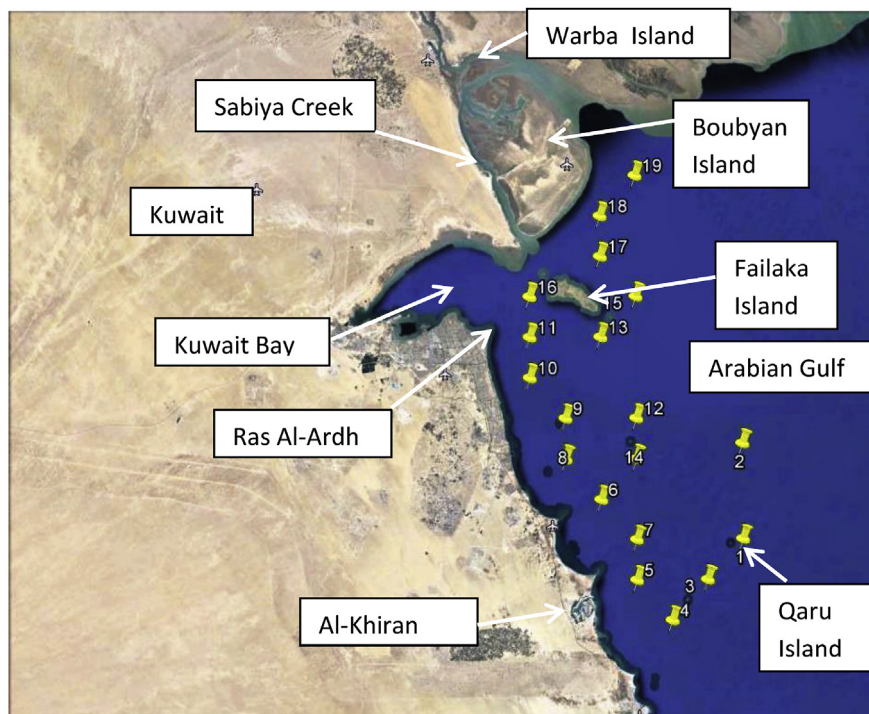 Warba Island
Sabiya Creek
Boubyan
Island
19
Kuwait
18
17
Failaka
Island
16
15
Kuwait Bay
11
13
Arabian Gulf
10
Ras Al-Ardh
9
12
8
14
2
6
7
1
5
3
Al-Khiran
4
Qaru
Island